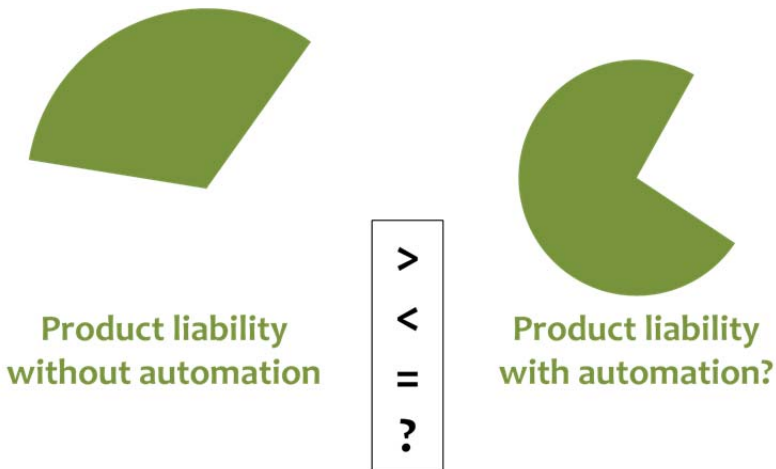 Product liability
without automation
>
<
=
?
Product liability
with automation?